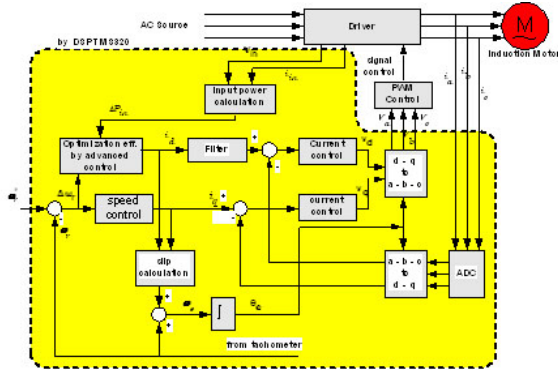 AC Source
Driver
M
Induction Motor
by DSPTMS320
signal
control
Input power
calculation
PWM
Control
Optimization eff.
by advanced
control
Filter
Current
control
d - q
to
a - b - c
speed
control
current
control
slip
calculation
a - b - c
to
d - q
ADC
∫
from tachometer